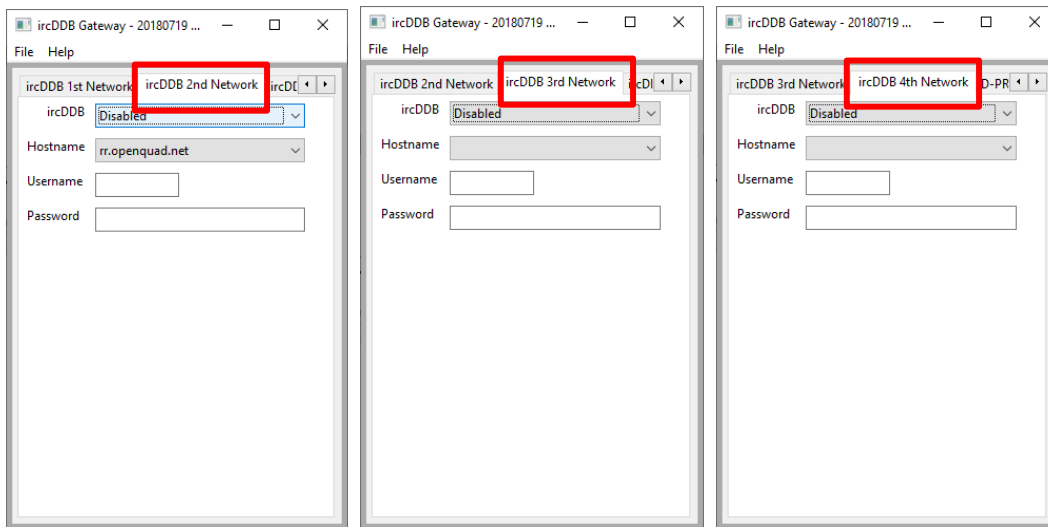 ircDDB Gateway - 20180719 ...
File Help
ircDDB 1st Network ircDDB 2nd Network
ircDDB Disabled
Hostname rr.openquad.net
Username
Password
ircDDB Gateway - 20180719 ...
File Help
ircDDB 2nd Network ircDDB 3rd Network
ircDDB Disabled
Hostname
Username
Password
ircDDB Gateway - 20180719 ...
File Help
ircDDB 3rd Network ircDDB 4th Network D-PR
ircDDB Disabled
Hostname
Username
Password